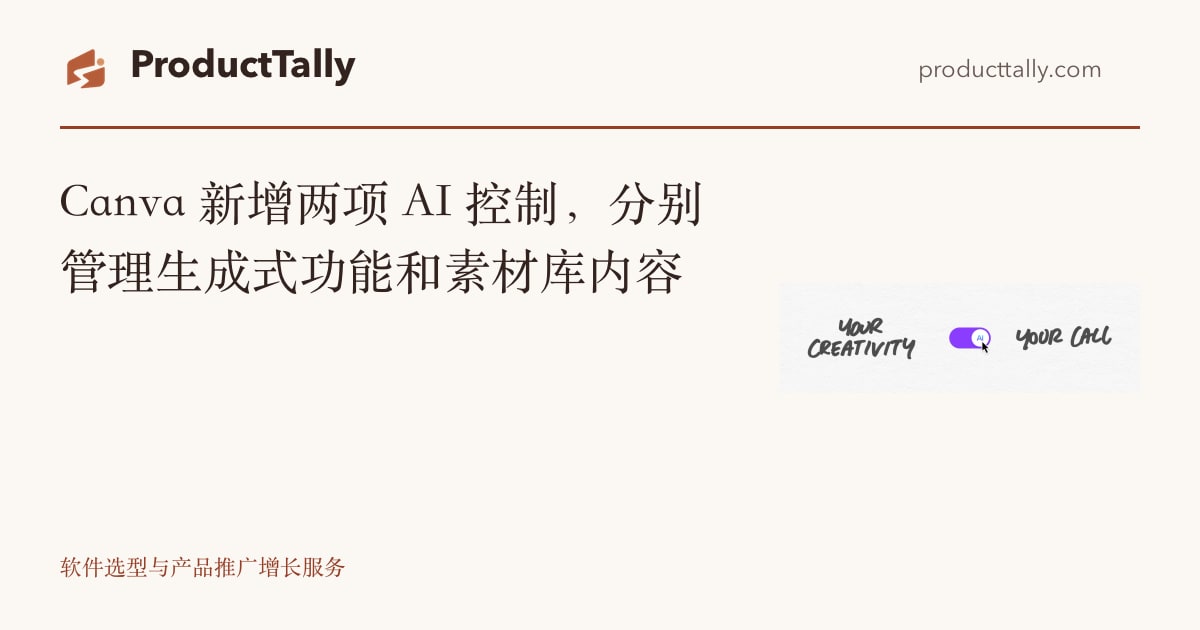 ProductTally
producttally.com
Canva 新增两项 AI 控制，分别
管理生成式功能和素材库内容
YOUR
CREATIVITY
AI
YOUR CALL
软件选型与产品推广增长服务